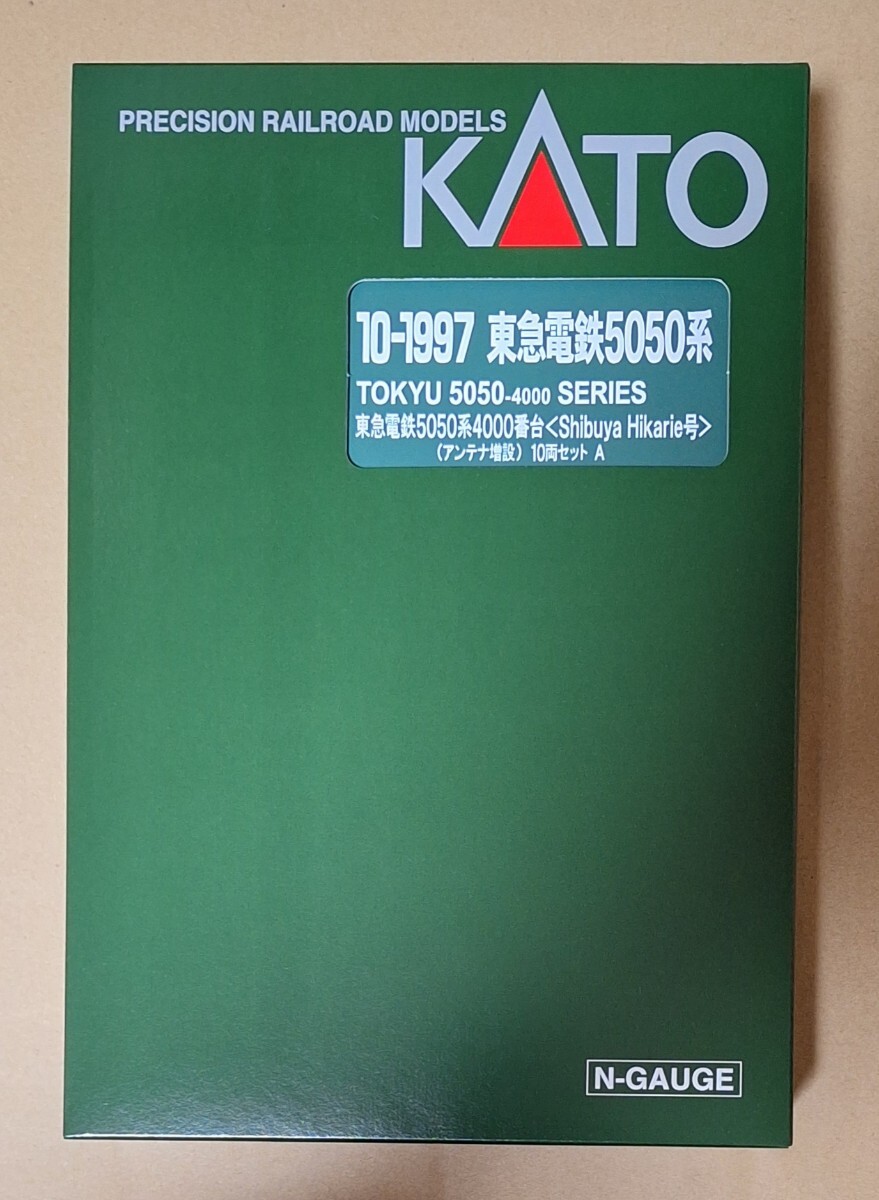 PRECISION RAILROAD MODELS
KATO
10-1997 東急電鉄5050系
TOKYU 5050-4000 SERIES
東急電鉄5050系4000番台<Shibuya Hikarie号>
(アンテナ増設) 10両セット A
N-GAUGE